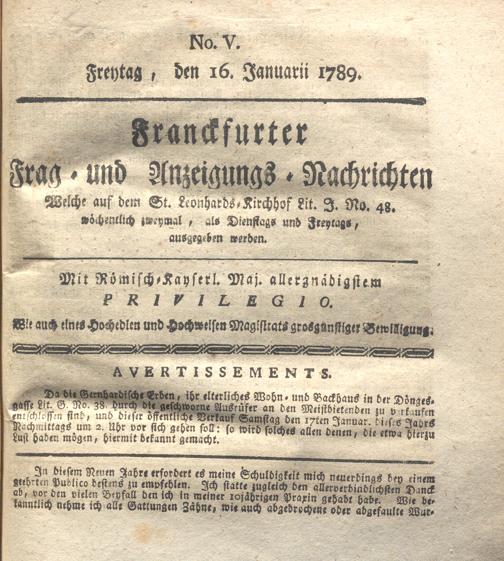 No. V.
Freytag, den 16. Januarii 1789.
Franckfurter
Frag- und Anzeigungs-Nachrichten
Welche auf dem St. Leonhards-Kirchhof Lit. J. No. 48.
wöchentlich zweymal, als Dienstags und Freytags,
ausgegeben werden.
Mit Römisch-Kayserl. Maj. allergnädigstem
PRIVILEGIO.
Wie auch eines Hochedlen und Hochweisen Magistrats grosgünstiger Bewilligung.
AVERTISSEMENTS.
Da die Gernhardische Erben, ihr elterliches Wohn- und Backhaus in der Dönges-
gasse Lit. G. No. 38. durch die geschworne Ausrüfer an den Meistbietenden zu verkaufen
entschlossen sind, und dieser öffentliche Verkauf Samstag den 17ten Januar. dieses Jahrs
Nachmittags um 2. Uhr vor sich gehen soll: so wird solches allen denen, die etwa hierzu
Lust haben mögen, hiermit bekannt gemacht.
In diesem Neuen Jahre erfordert es meine Schuldigkeit mich neuerdings bey einem
geehrten Publico bestens zu empfehlen. Ich statte zugleich den allerverbindlichsten Danck
ab, vor den vielen Beyfall den ich in meiner 10jährigen Praxin gehabt habe. Wie be-
kanntlich nehme ich alle Gattungen Zähne, wie auch abgebrochene oder abgefaulte Wur-